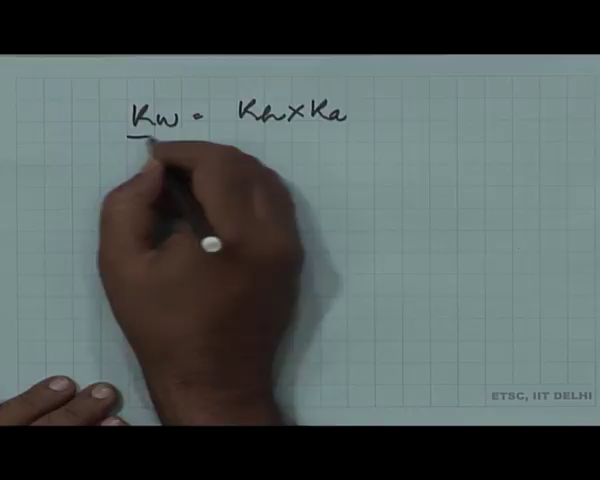 Kw = Kh × Ka
ETSC, IIT DELHI